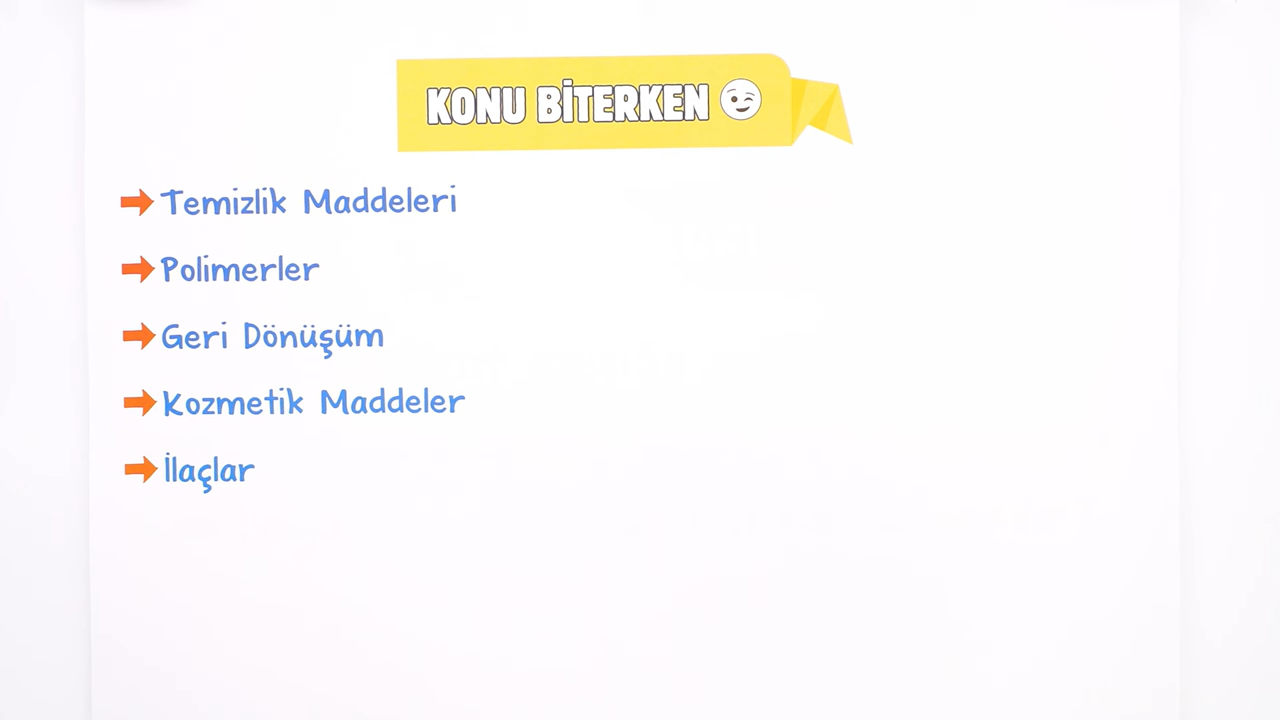 KONU BİTERKEN
Temizlik Maddeleri
Polimerler
Geri Dönüşüm
Kozmetik Maddeler
İlaçlar